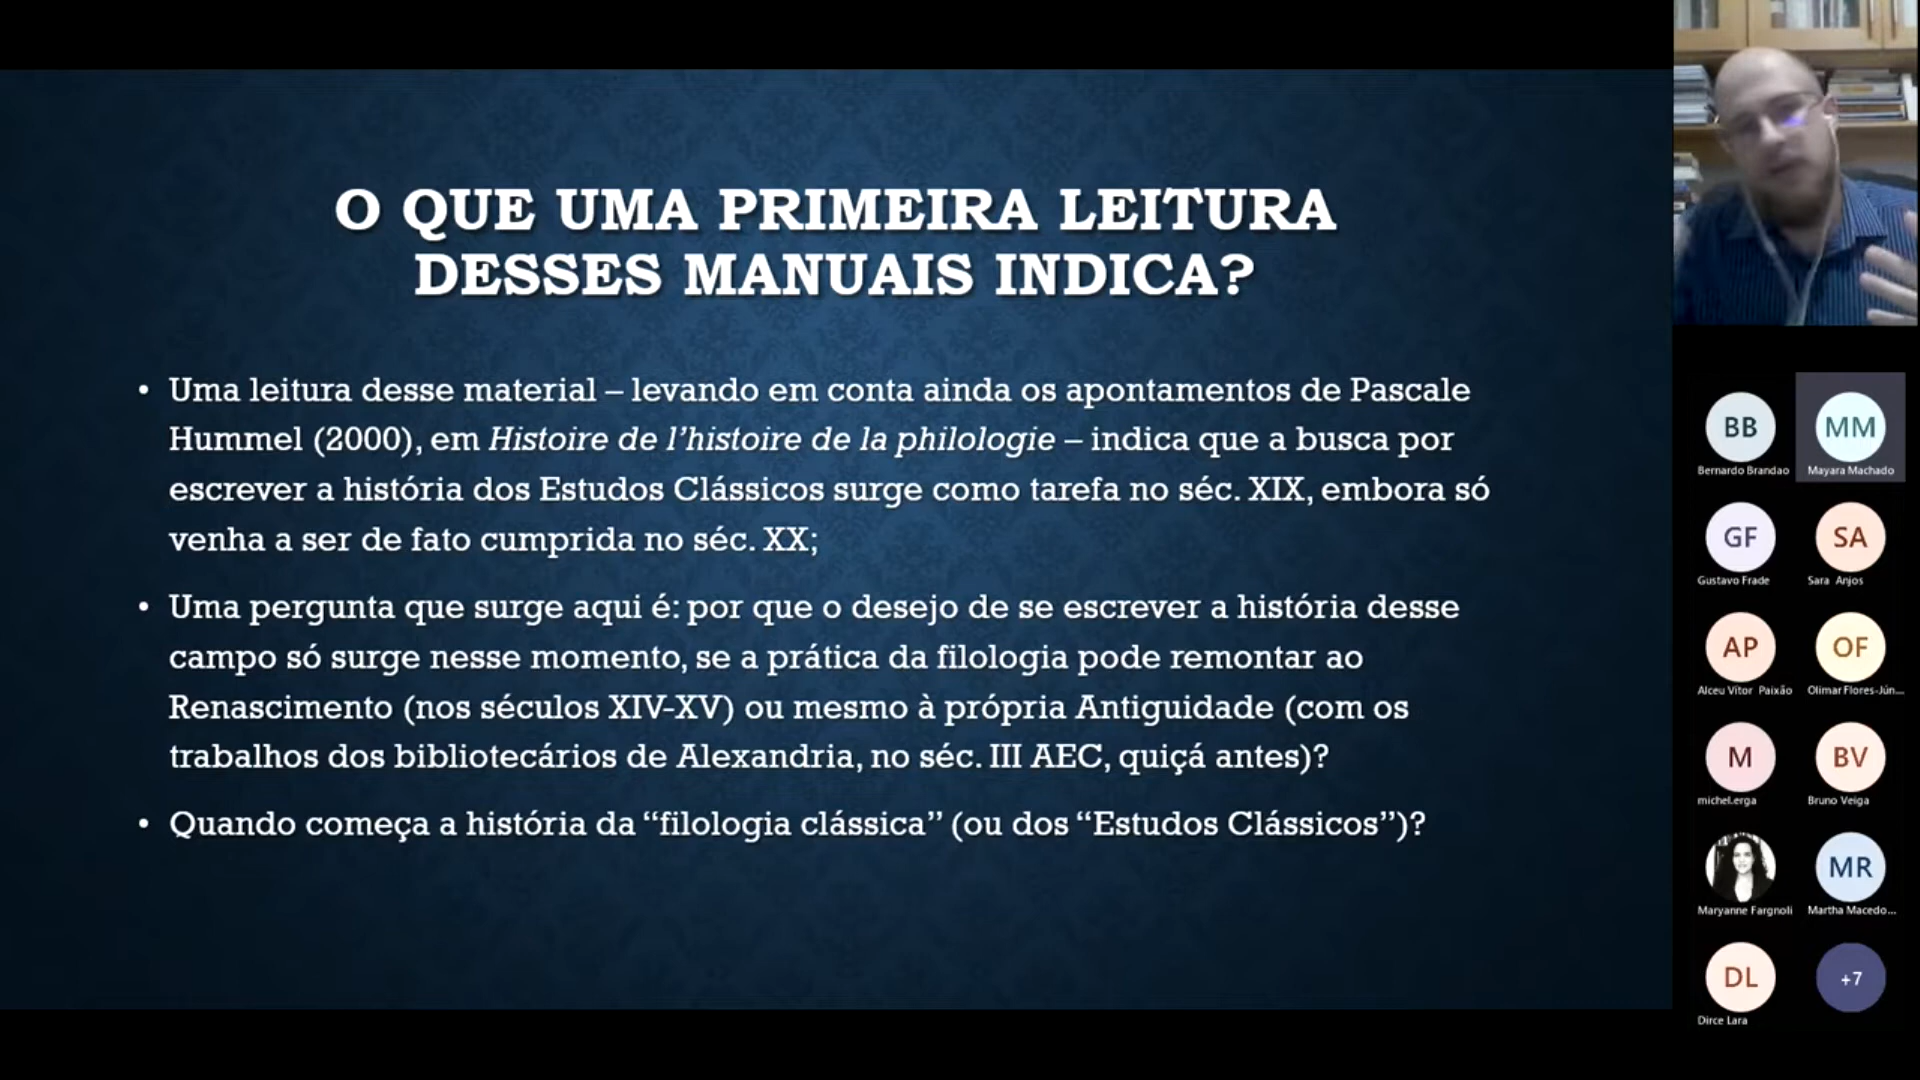 O QUE UMA PRIMEIRA LEITURA
DESSES MANUAIS INDICA?
• Uma leitura desse material – levando em conta ainda os apontamentos de Pascale
Hummel (2000), em Histoire de l’histoire de la philologie – indica que a busca por
escrever a história dos Estudos Clássicos surge como tarefa no séc. XIX, embora só
venha a ser de fato cumprida no séc. XX;
• Uma pergunta que surge aqui é: por que o desejo de se escrever a história desse
campo só surge nesse momento, se a prática da filologia pode remontar ao
Renascimento (nos séculos XIV-XV) ou mesmo à própria Antiguidade (com os
trabalhos dos bibliotecários de Alexandria, no séc. III AEC, quiçá antes)?
• Quando começa a história da “filologia clássica” (ou dos “Estudos Clássicos”)?
BB
Bernardo Brandao
MM
Mayara Machado
GF
Gustavo Frade
SA
Sara Anjos
AP
Alceu Vitor Paixão
OF
Olimar Flores-Jún...
M
michel.erga
BV
Bruno Veiga
Maryanne Fargnoli
MR
Martha Macedo...
DL
Dirce Lara
+7